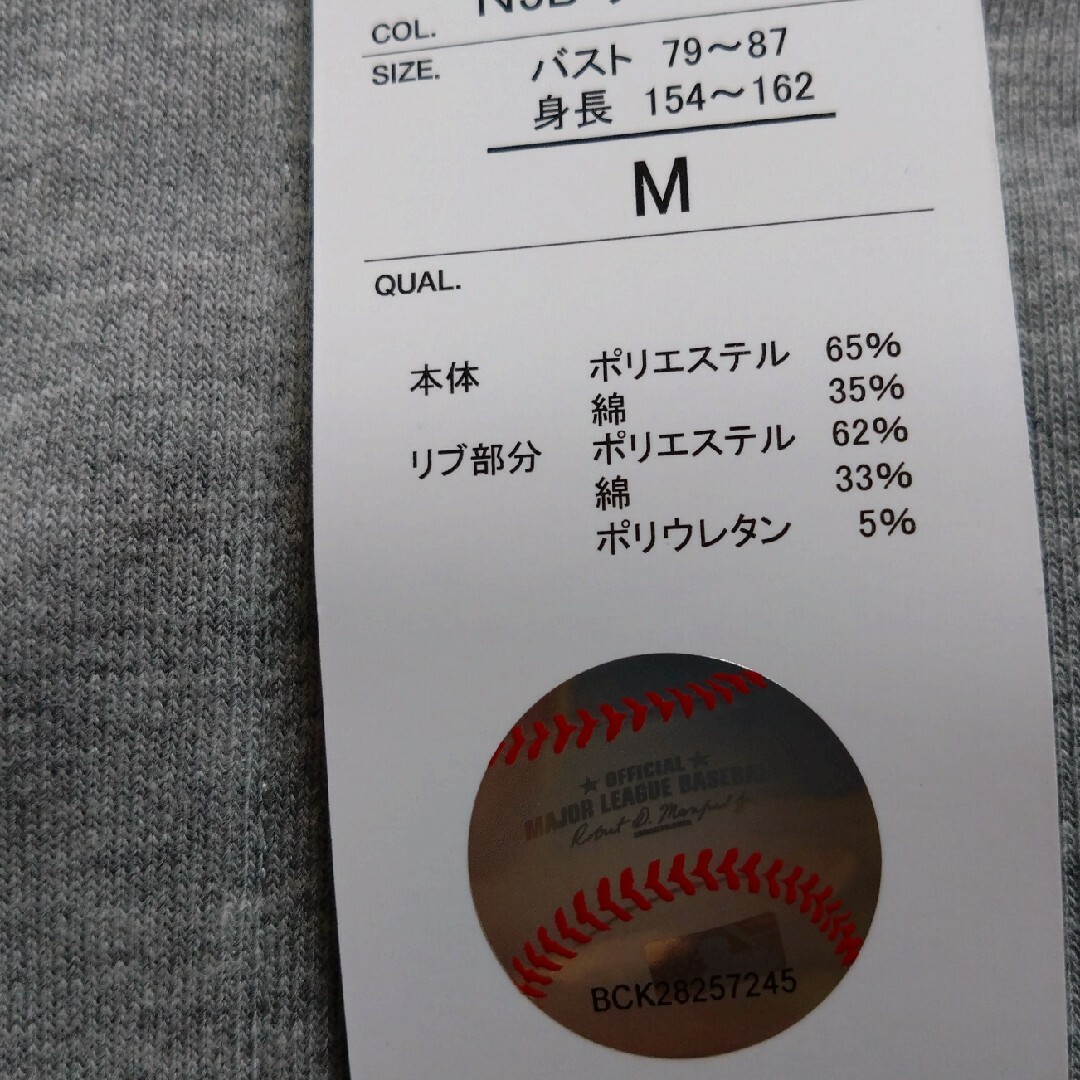 COL.
SIZE. バスト 79～87
身長 154～162
M
QUAL.
本体 ポリエステル 65%
綿 35%
リブ部分 ポリエステル 62%
綿 33%
ポリウレタン 5%
★ OFFICIAL ★
MAJOR LEAGUE BASEBA
BCK28257245